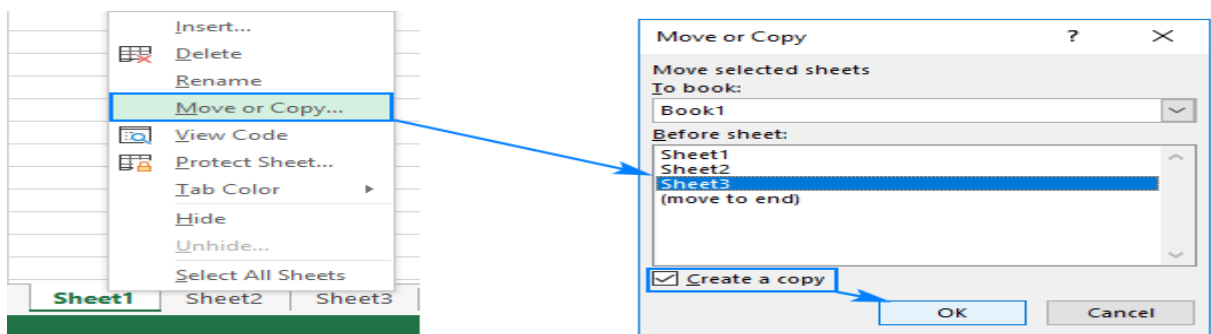 Insert...
Delete
Rename
Move or Copy...
View Code
Protect Sheet...
Tab Color
Hide
Unhide...
Select All Sheets
Sheet1 Sheet2 Sheet3
Move or Copy ?
Move selected sheets
To book:
Book1
Before sheet:
Sheet1
Sheet2
Sheet3
(move to end)
Create a copy
OK Cancel